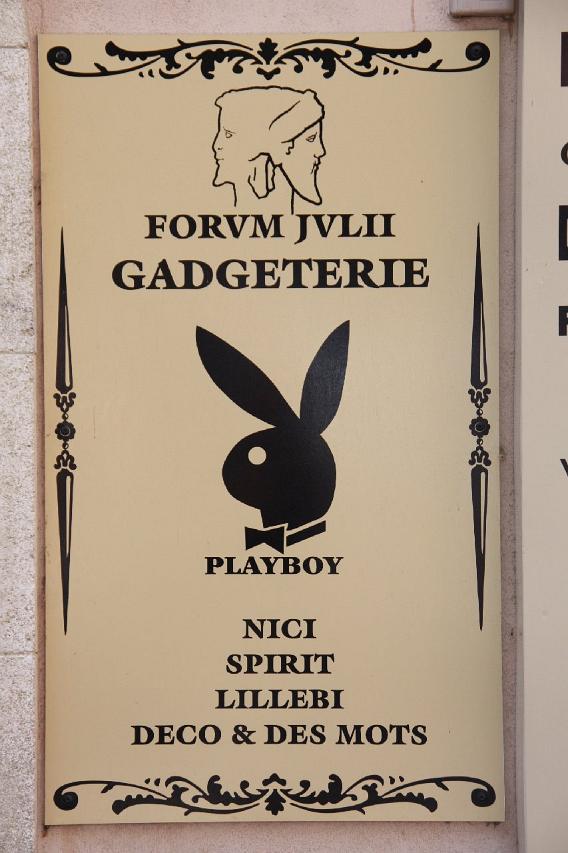 FORVM JVLII
GADGETERIE
PLAYBOY
NICI
SPIRIT
LILLEBI
DECO & DES MOTS